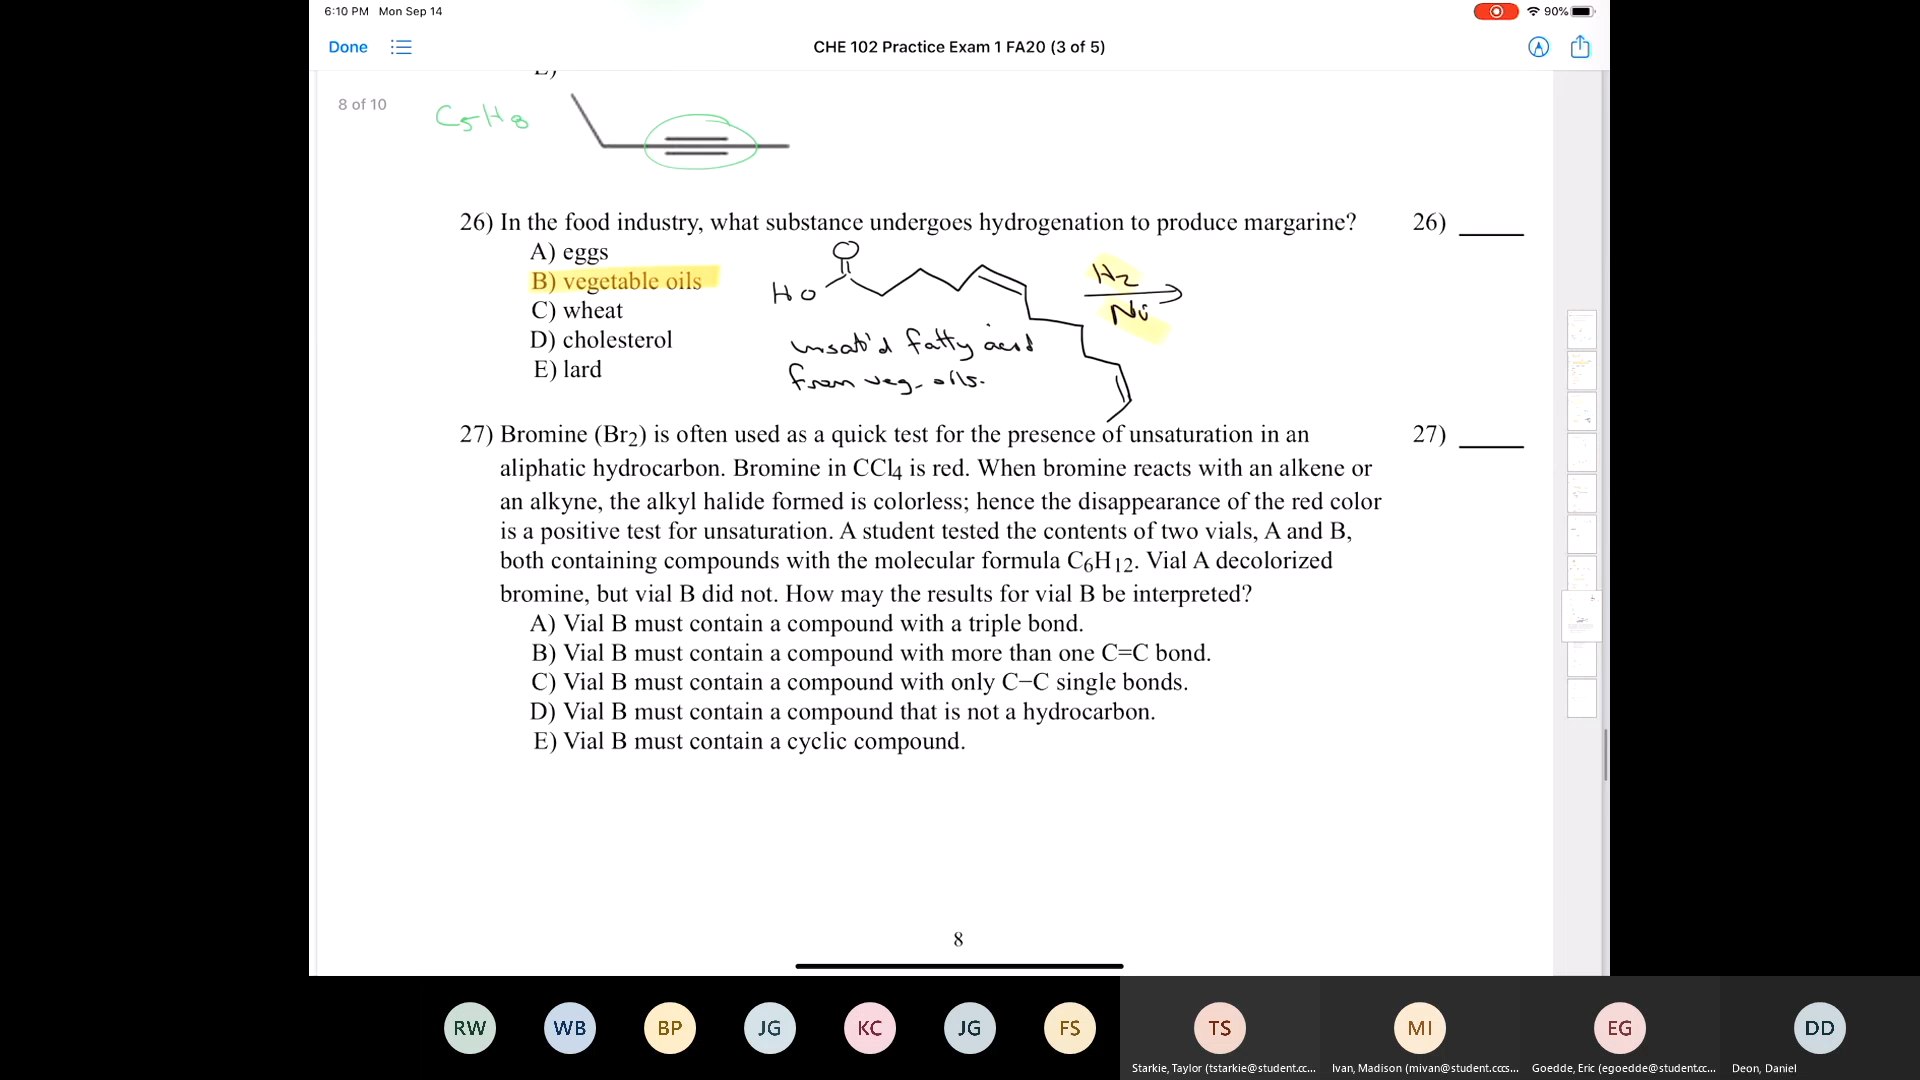 6:10 PM Mon Sep 14
90%
Done
CHE 102 Practice Exam 1 FA20 (3 of 5)
8 of 10
C5H8
26) In the food industry, what substance undergoes hydrogenation to produce margarine? 26) _____
A) eggs
B) vegetable oils
C) wheat
D) cholesterol
E) lard
O
HO
H2
Ni
unsat'd fatty acid
from veg. oils.
27) Bromine (Br2) is often used as a quick test for the presence of unsaturation in an 27) _____
aliphatic hydrocarbon. Bromine in CCl4 is red. When bromine reacts with an alkene or
an alkyne, the alkyl halide formed is colorless; hence the disappearance of the red color
is a positive test for unsaturation. A student tested the contents of two vials, A and B,
both containing compounds with the molecular formula C6H12. Vial A decolorized
bromine, but vial B did not. How may the results for vial B be interpreted?
A) Vial B must contain a compound with a triple bond.
B) Vial B must contain a compound with more than one C=C bond.
C) Vial B must contain a compound with only C−C single bonds.
D) Vial B must contain a compound that is not a hydrocarbon.
E) Vial B must contain a cyclic compound.
8
RW WB BP JG KC JG FS TS MI EG DD
Starkie, Taylor (tstarkie@student.cc... Ivan, Madison (mivan@student.cccs... Goedde, Eric (egoedde@student.cc... Deon, Daniel